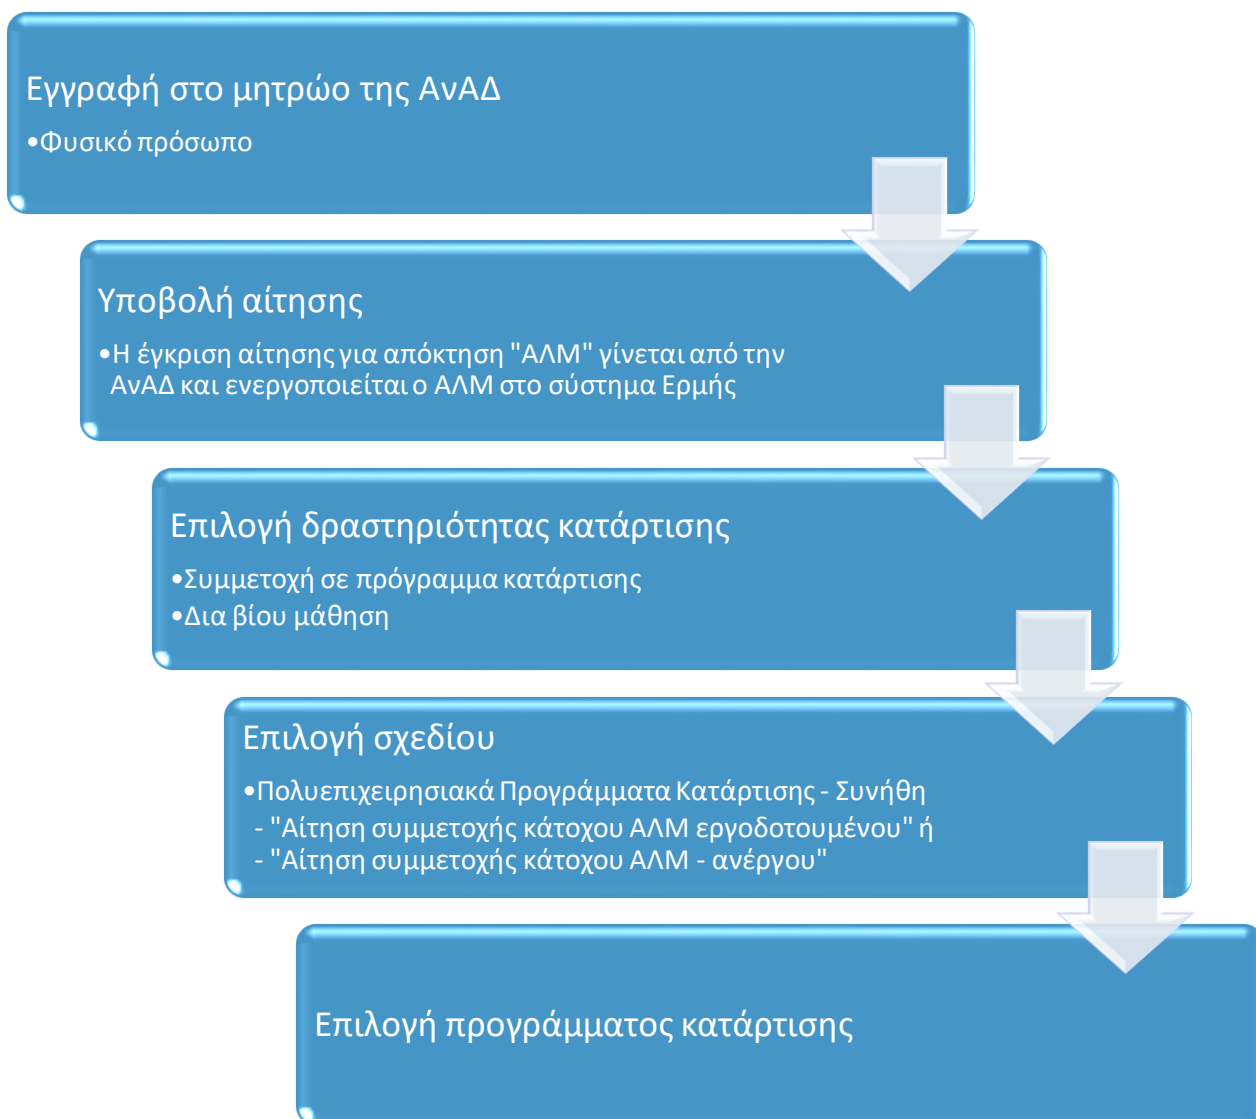 Εγγραφή στο μητρώο της ΑνΑΔ
•Φυσικό πρόσωπο
Υποβολή αίτησης
•Η έγκριση αίτησης για απόκτηση "ΑΛΜ" γίνεται από την
ΑνΑΔ και ενεργοποιείται ο ΑΛΜ στο σύστημα Ερμής
Επιλογή δραστηριότητας κατάρτισης
•Συμμετοχή σε πρόγραμμα κατάρτισης
•Δια βίου μάθηση
Επιλογή σχεδίου
•Πολυεπιχειρησιακά Προγράμματα Κατάρτισης - Συνήθη
- "Αίτηση συμμετοχής κάτοχου ΑΛΜ εργοδοτουμένου" ή
- "Αίτηση συμμετοχής κάτοχου ΑΛΜ - ανέργου"
Επιλογή προγράμματος κατάρτισης